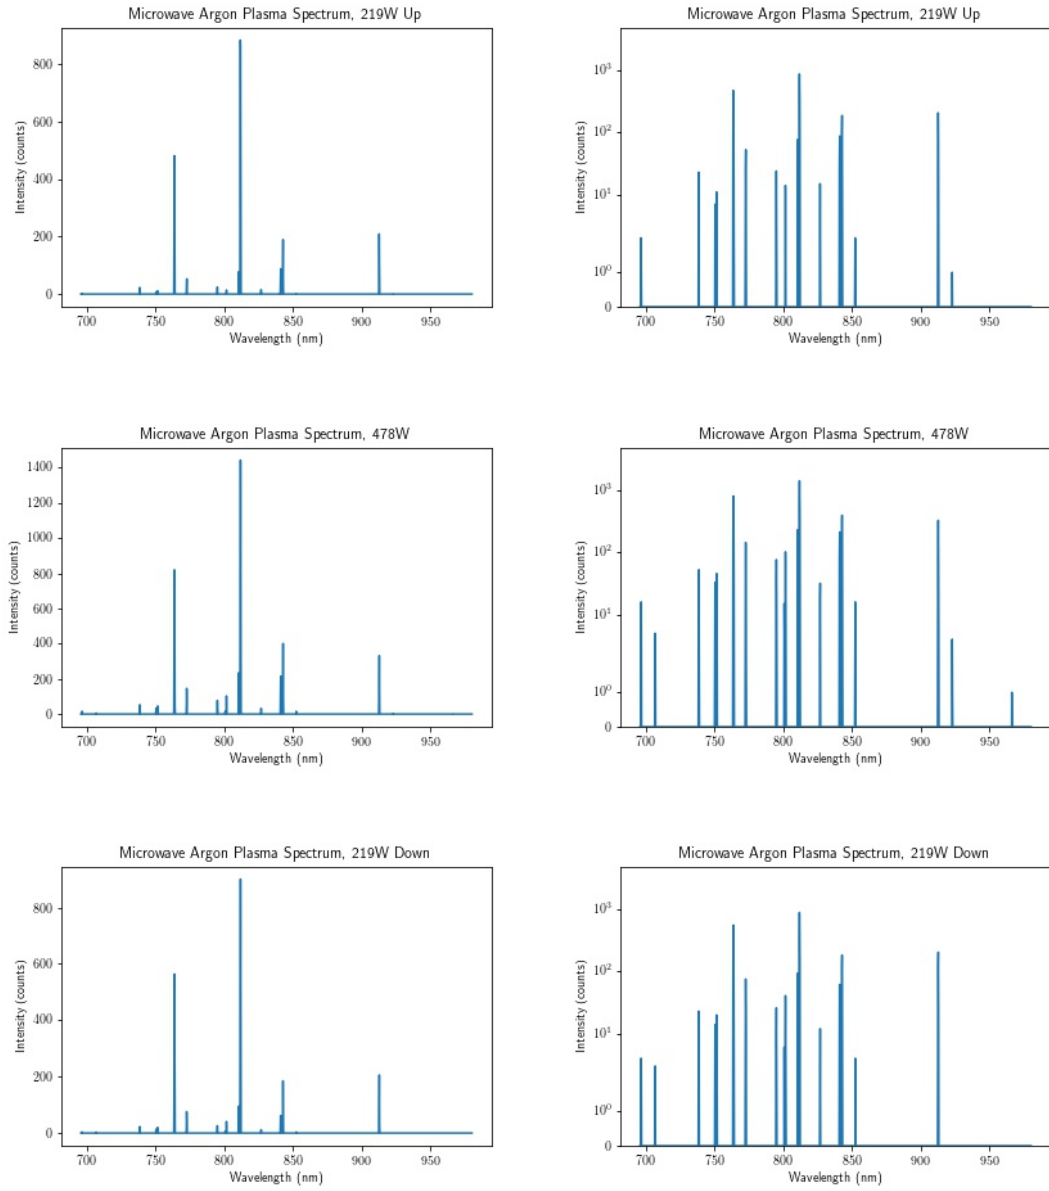 Microwave Argon Plasma Spectrum, 219W Up
Intensity (counts)
800
600
400
200
0
700 750 800 850 900 950
Wavelength (nm)
Microwave Argon Plasma Spectrum, 219W Up
Intensity (counts)
10³
10²
10¹
10⁰
0
700 750 800 850 900 950
Wavelength (nm)
Microwave Argon Plasma Spectrum, 478W
Intensity (counts)
1400
1200
1000
800
600
400
200
0
700 750 800 850 900 950
Wavelength (nm)
Microwave Argon Plasma Spectrum, 478W
Intensity (counts)
10³
10²
10¹
10⁰
0
700 750 800 850 900 950
Wavelength (nm)
Microwave Argon Plasma Spectrum, 219W Down
Intensity (counts)
800
600
400
200
0
700 750 800 850 900 950
Wavelength (nm)
Microwave Argon Plasma Spectrum, 219W Down
Intensity (counts)
10³
10²
10¹
10⁰
0
700 750 800 850 900 950
Wavelength (nm)